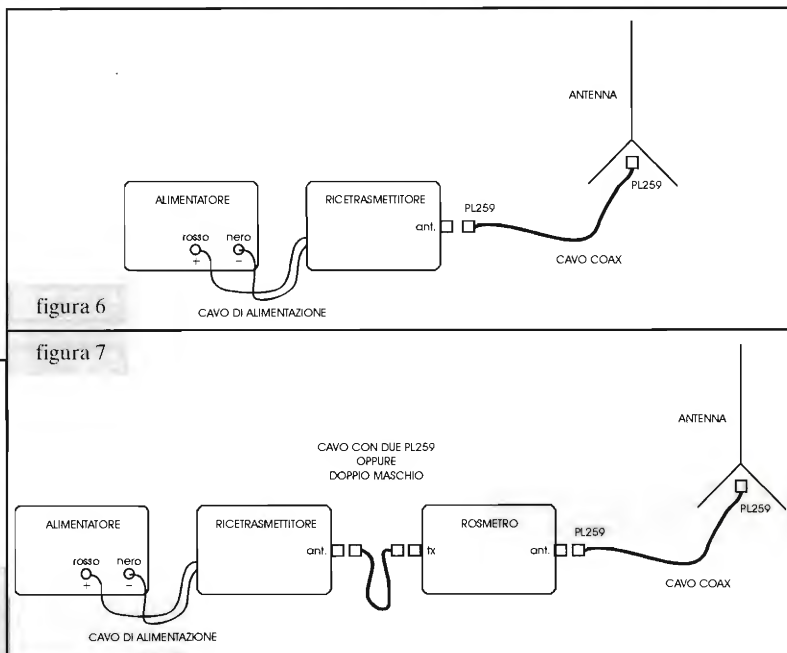 ANTENNA
ALIMENTATORE
RICETRASMETTITORE
PL259
PL259
rosso
nero
ant.
+
−
CAVO COAX
figura 6
CAVO DI ALIMENTAZIONE
figura 7
ANTENNA
CAVO CON DUE PL259
OPPURE
DOPPIO MASCHIO
ALIMENTATORE
RICETRASMETTITORE
ROSMETRO
PL259
PL259
rosso
nero
ant.
tx
ant.
+
−
CAVO COAX
CAVO DI ALIMENTAZIONE